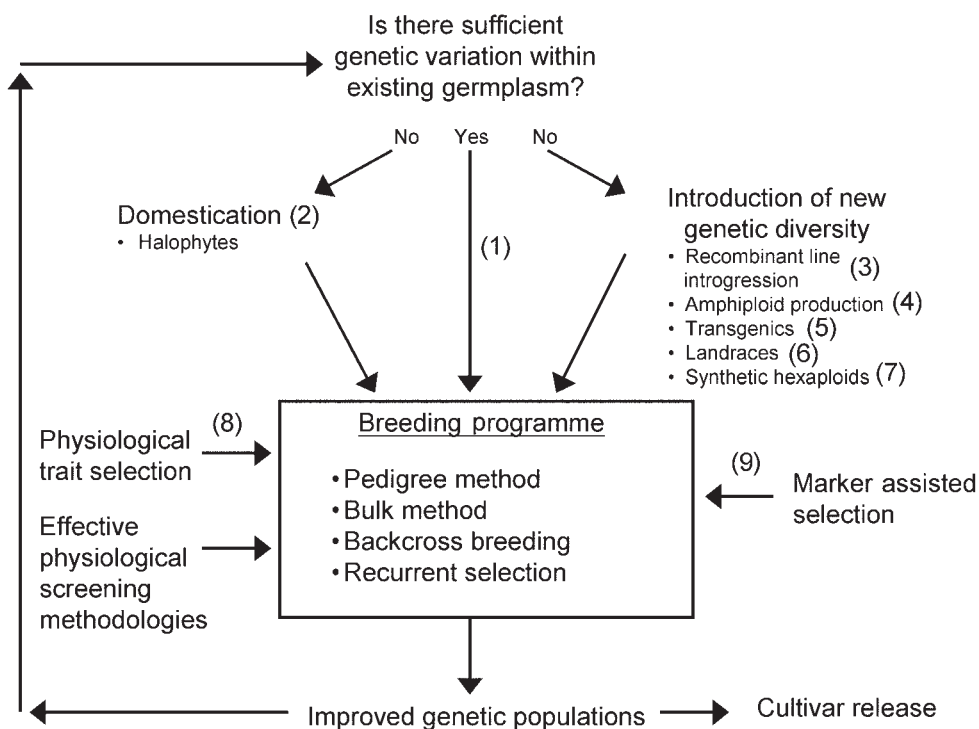 Is there sufficient
genetic variation within
existing germplasm?
No Yes No
Domestication (2)
• Halophytes
(1)
Introduction of new
genetic diversity
• Recombinant line
introgression (3)
• Amphiploid production (4)
• Transgenics (5)
• Landraces (6)
• Synthetic hexaploids (7)
Physiological
trait selection
(8)
Effective
physiological
screening
methodologies
Breeding programme
• Pedigree method
• Bulk method
• Backcross breeding
• Recurrent selection
(9)
Marker assisted
selection
Improved genetic populations
Cultivar release